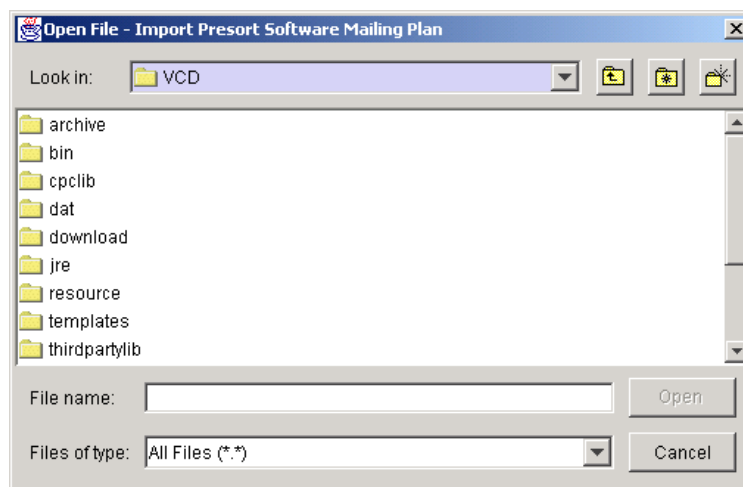 Open File - Import Presort Software Mailing Plan
Look in: VCD
archive
bin
cpclib
dat
download
jre
resource
templates
thirdpartylib
File name: Open
Files of type: All Files (*.*) Cancel